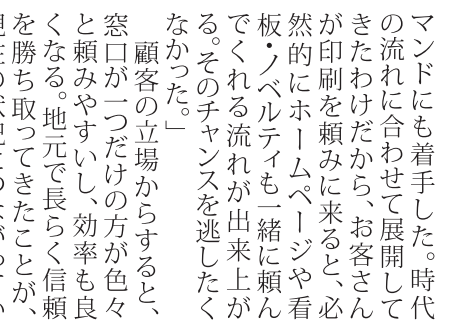 マンドにも着手した。時代
の流れに合わせて展開して
きたわけだから、お客さん
が印刷を頼みに来ると、必
然的にホームページや看
板・ノベルティも一緒に頼ん
でくれる流れが出来上が
る。そのチャンスを逃したく
なかった。」
顧客の立場からすると、
窓口が一つだけの方が色々
と頼みやすいし、効率も良
くなる。地元で長らく信頼
を勝ち取ってきたことが、